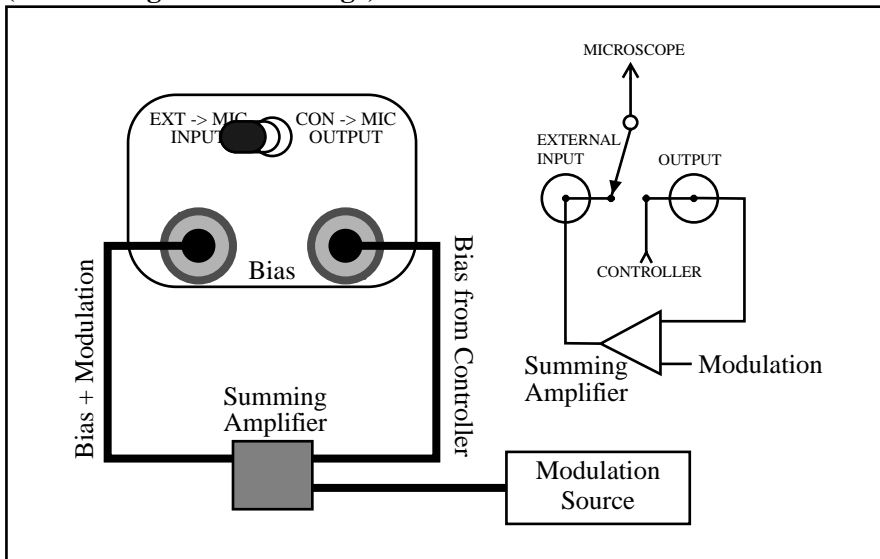 MICROSCOPE
EXT -> MIC
INPUT
CON -> MIC
OUTPUT
EXTERNAL
INPUT
OUTPUT
Bias
CONTROLLER
Bias + Modulation
Bias from Controller
Summing
Amplifier
Modulation
Summing
Amplifier
Modulation
Source